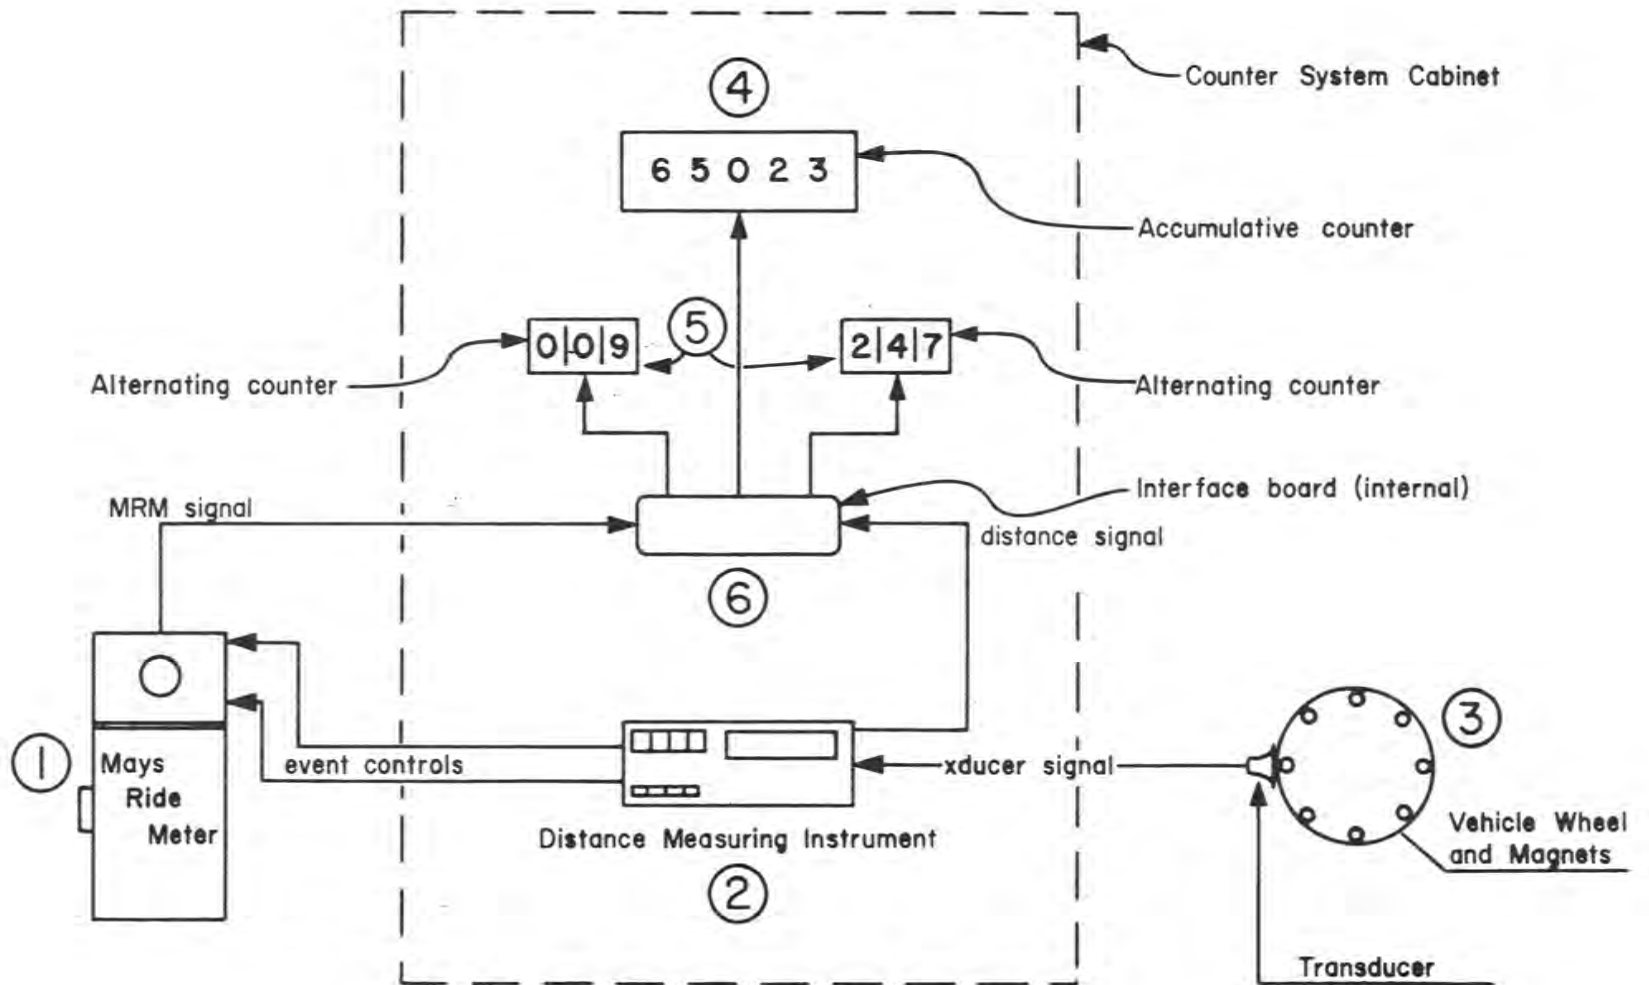 Counter System Cabinet
4
6 5 0 2 3
Accumulative counter
5
0|0|9
2|4|7
Alternating counter
Alternating counter
Interface board (internal)
MRM signal
distance signal
6
3
1
Mays
Ride
Meter
event controls
xducer signal
Vehicle Wheel
and Magnets
Distance Measuring Instrument
2
Transducer